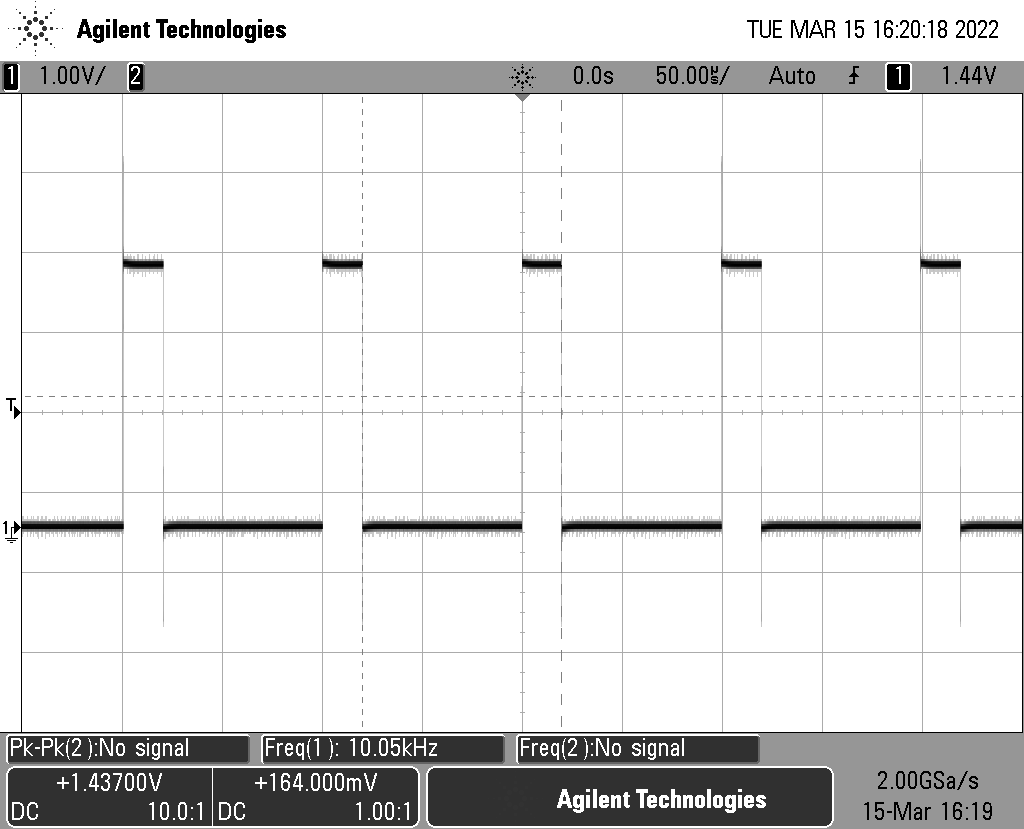 Agilent Technologies TUE MAR 15 16:20:18 2022
1 1.00V/ 2 0.0s 50.00µs/ Auto 1 1.44V
T
1
Pk-Pk(2):No signal Freq(1): 10.05kHz Freq(2):No signal
+1.43700V +164.000mV Agilent Technologies 2.00GSa/s
DC 10.0:1 DC 1.00:1 15-Mar 16:19